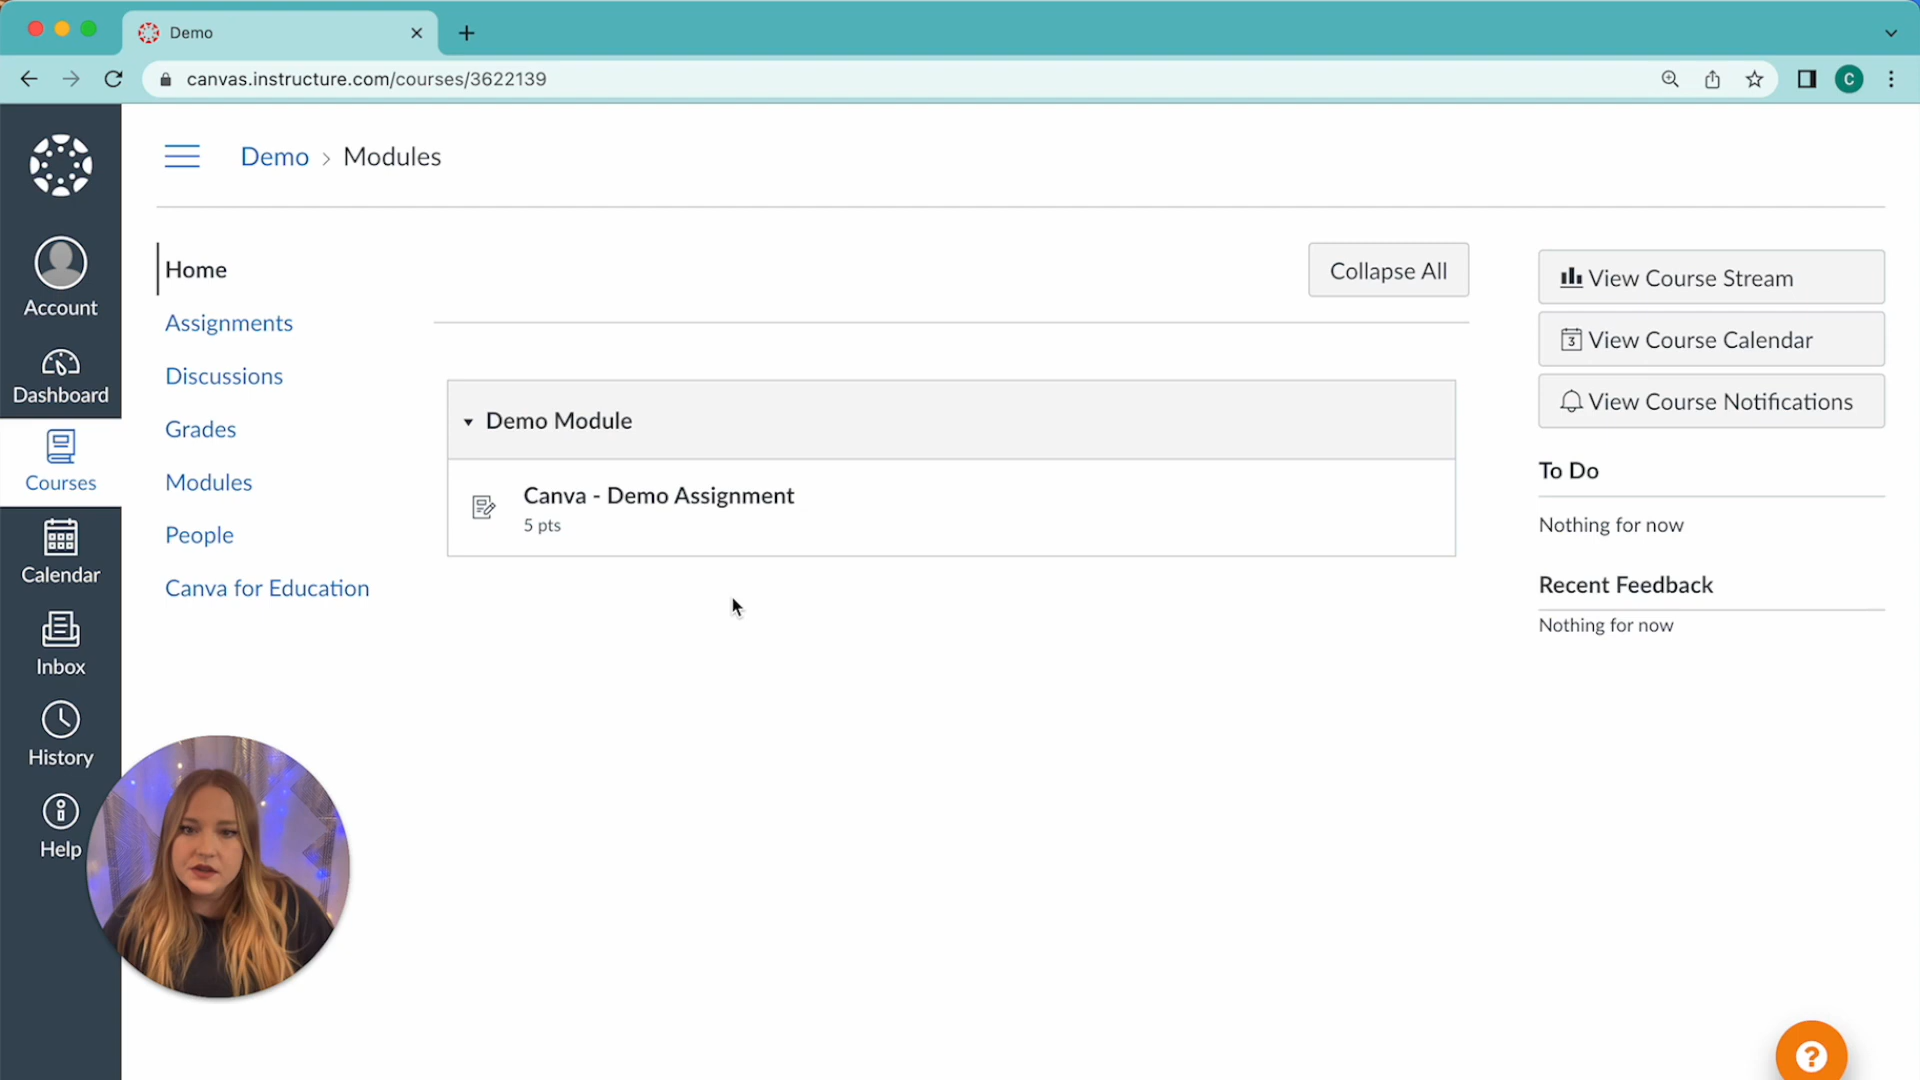 Demo
canvas.instructure.com/courses/3622139
C
Demo > Modules
Account
Dashboard
Courses
Calendar
Inbox
History
Help
Home
Assignments
Discussions
Grades
Modules
People
Canva for Education
Collapse All
Demo Module
Canva - Demo Assignment
5 pts
View Course Stream
3 View Course Calendar
View Course Notifications
To Do
Nothing for now
Recent Feedback
Nothing for now
?